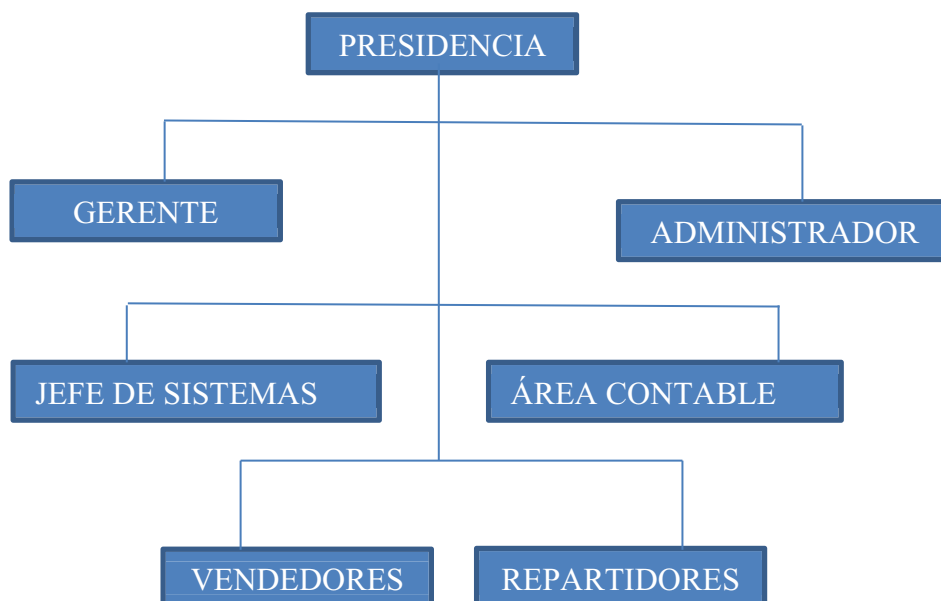 PRESIDENCIA
GERENTE
ADMINISTRADOR
JEFE DE SISTEMAS
ÁREA CONTABLE
VENDEDORES
REPARTIDORES